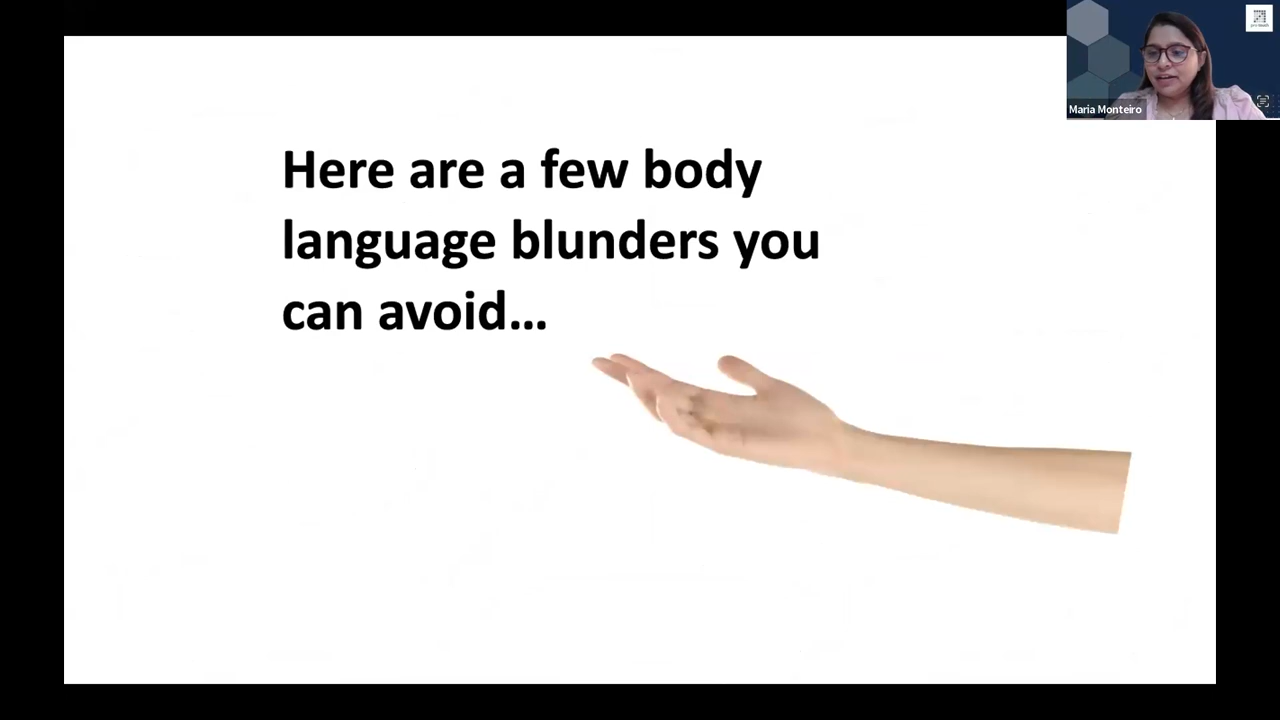 Here are a few body
language blunders you
can avoid...
Maria Monteiro